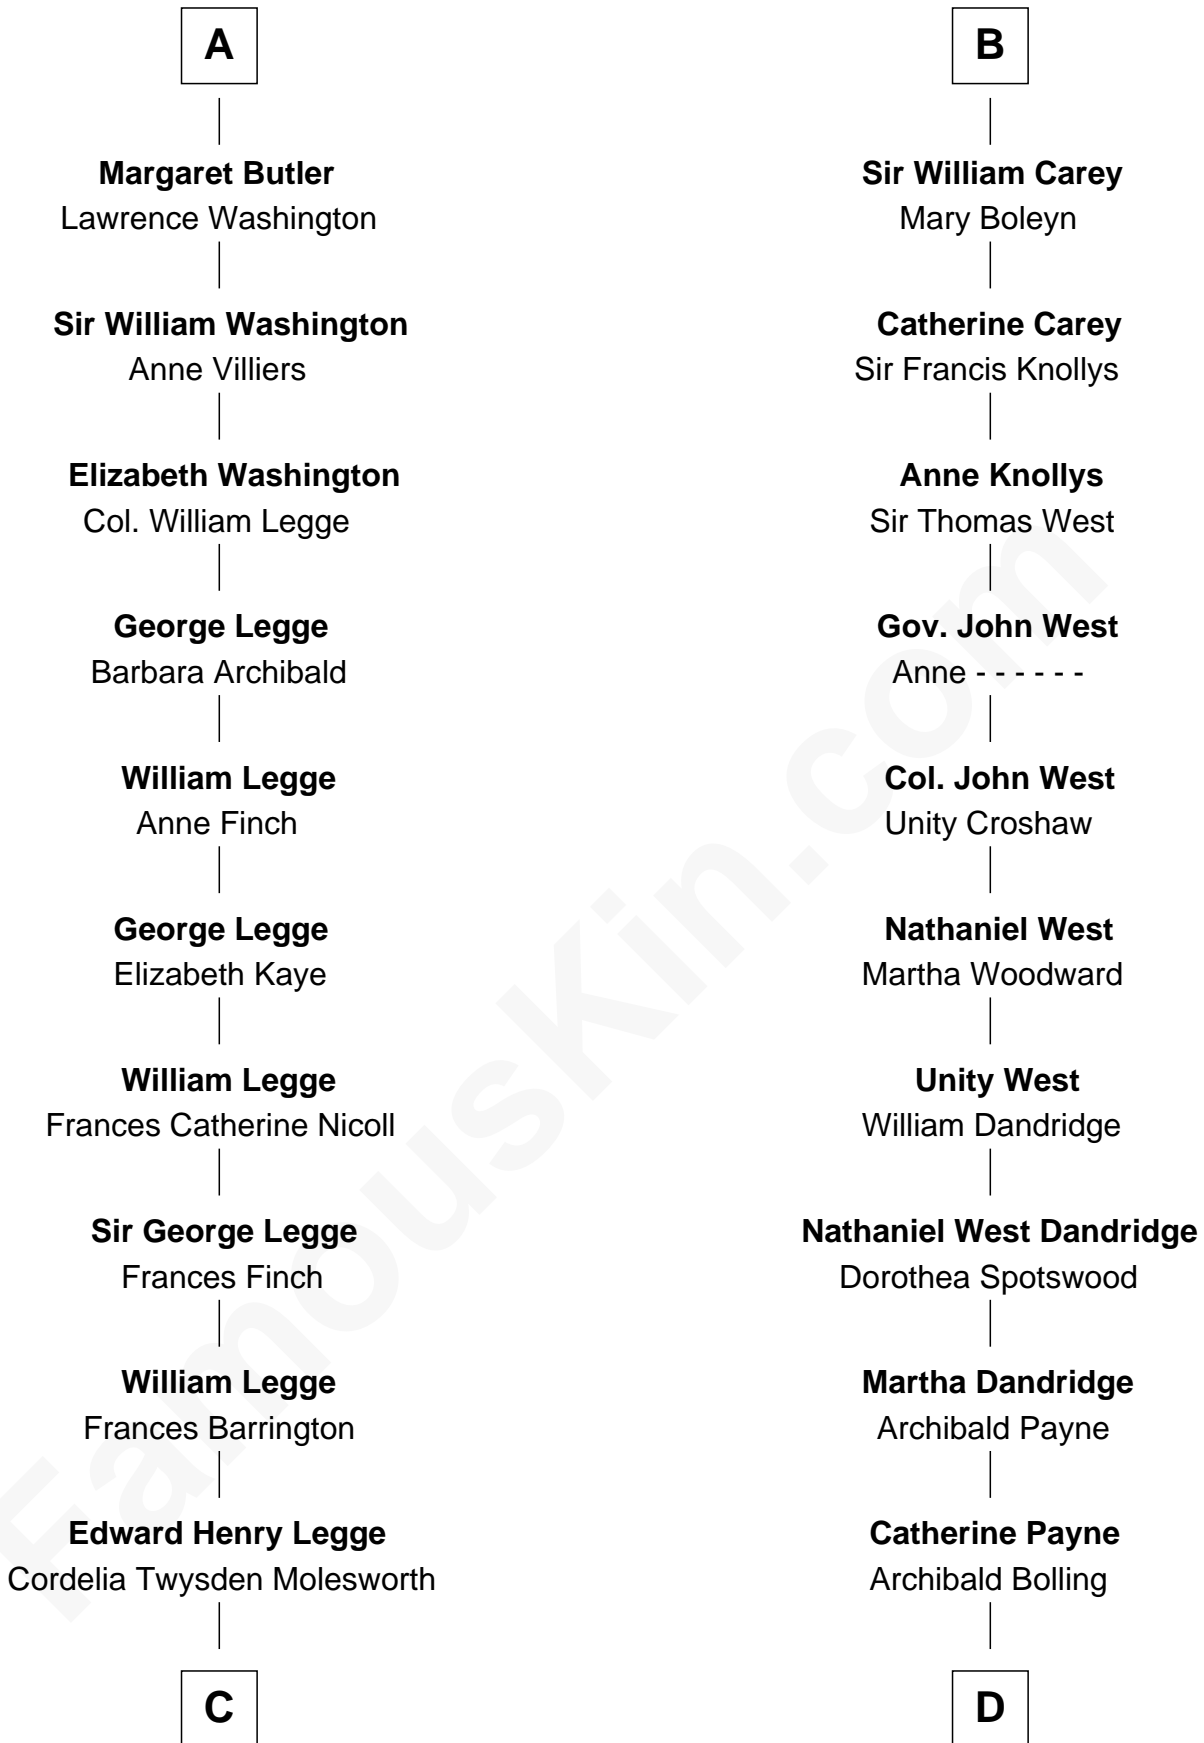 A
Margaret Butler
Lawrence Washington
Sir William Washington
Anne Villiers
Elizabeth Washington
Col. William Legge
George Legge
Barbara Archibald
William Legge
Anne Finch
George Legge
Elizabeth Kaye
William Legge
Frances Catherine Nicoll
Sir George Legge
Frances Finch
William Legge
Frances Barrington
Edward Henry Legge
Cordelia Twysden Molesworth
C
B
Sir William Carey
Mary Boleyn
Catherine Carey
Sir Francis Knollys
Anne Knollys
Sir Thomas West
Gov. John West
Anne - - - - - -
Col. John West
Unity Croshaw
Nathaniel West
Martha Woodward
Unity West
William Dandridge
Nathaniel West Dandridge
Dorothea Spotswood
Martha Dandridge
Archibald Payne
Catherine Payne
Archibald Bolling
D
FamousKin.com